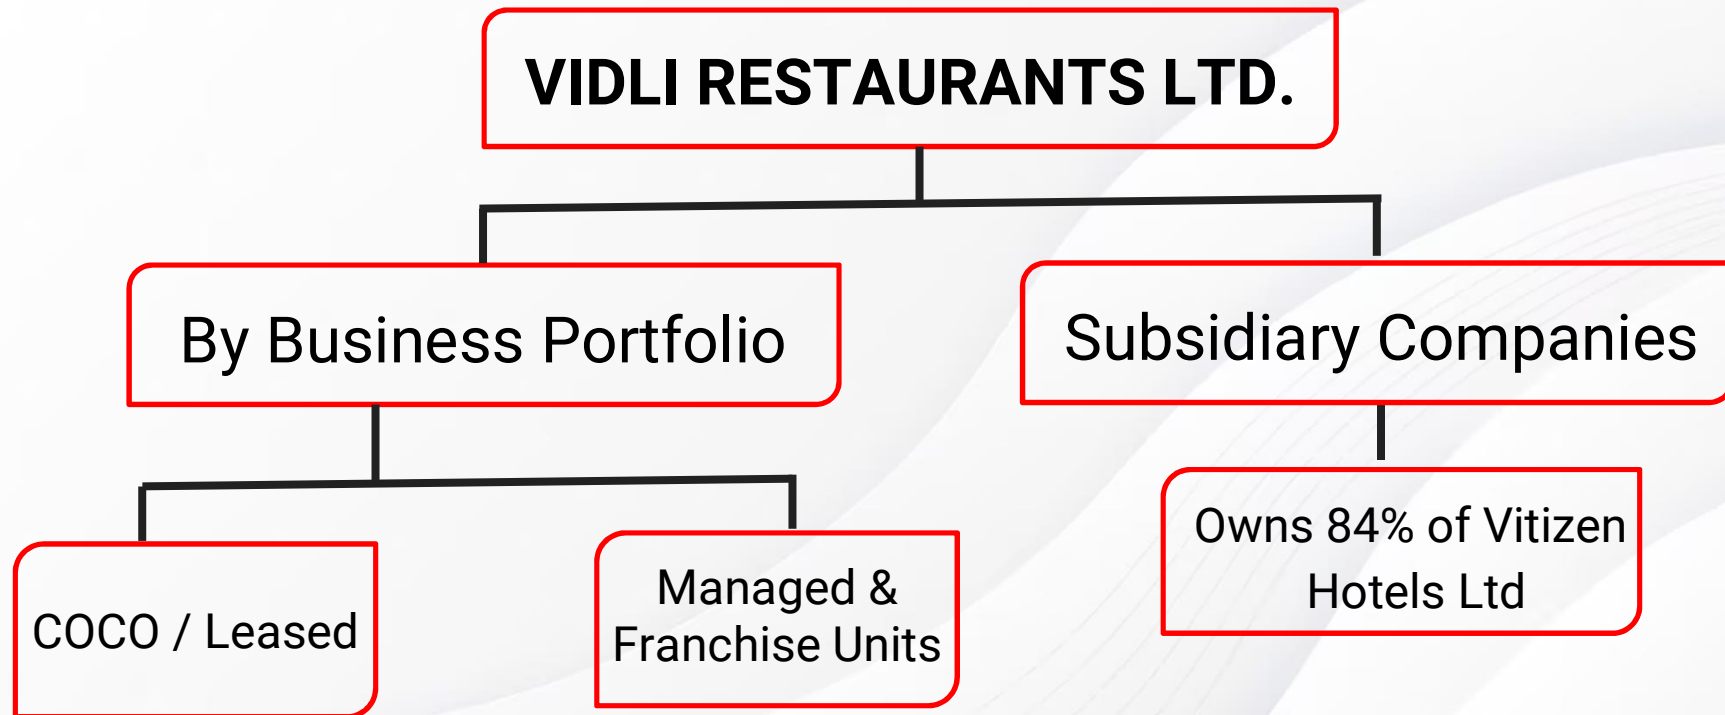 VIDLI RESTAURANTS LTD.
By Business Portfolio
Subsidiary Companies
COCO / Leased
Managed &
Franchise Units
Owns 84% of Vitizen
Hotels Ltd